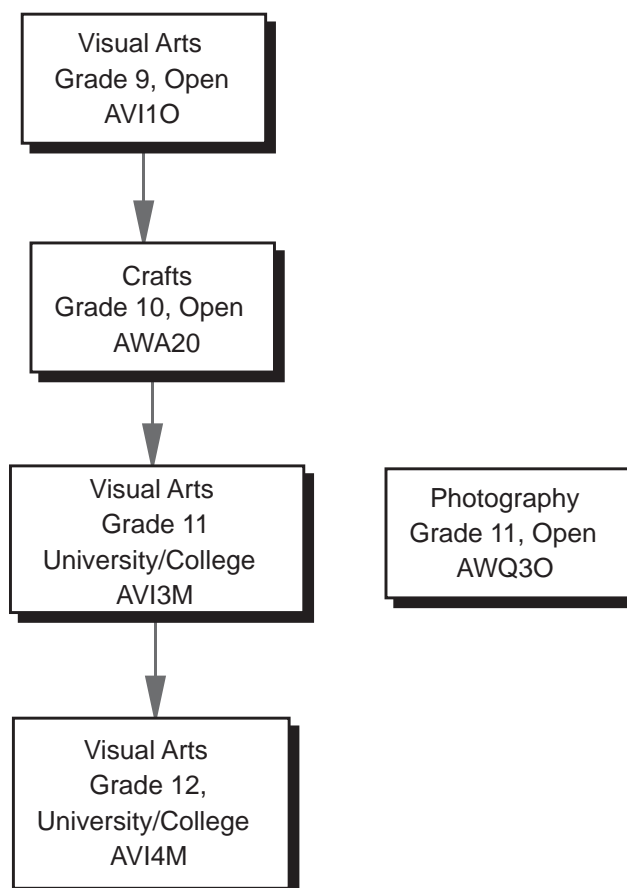 Visual Arts
Grade 9, Open
AVI1O
Crafts
Grade 10, Open
AWA20
Visual Arts
Grade 11
University/College
AVI3M
Photography
Grade 11, Open
AWQ3O
Visual Arts
Grade 12,
University/College
AVI4M